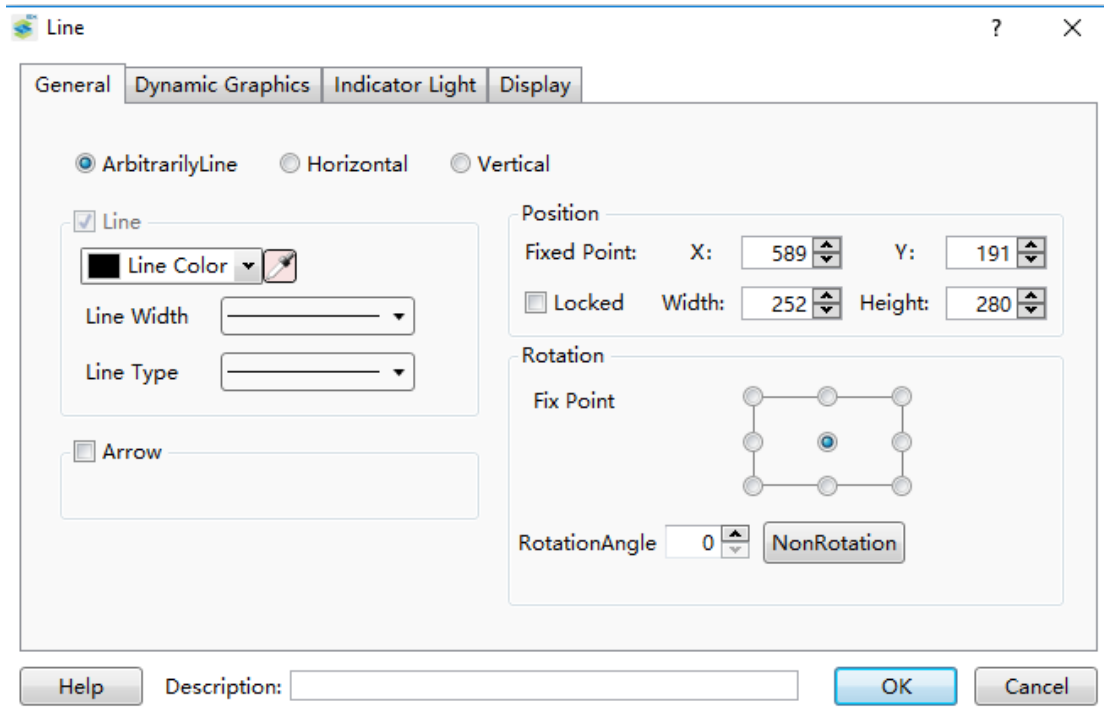 Line
?
General Dynamic Graphics Indicator Light Display
ArbitrarilyLine Horizontal Vertical
Line
Line Color
Line Width
Line Type
Arrow
Position
Fixed Point: X: 589 Y: 191
Locked Width: 252 Height: 280
Rotation
Fix Point
RotationAngle 0 NonRotation
Help Description: OK Cancel